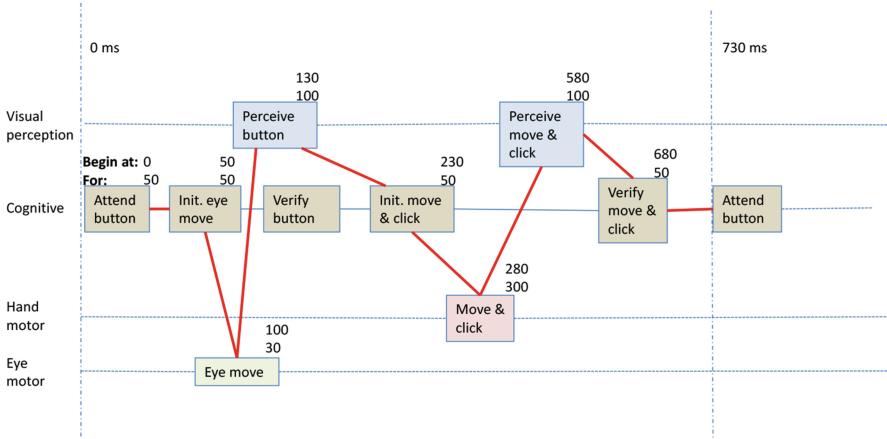 0 ms
730 ms
130
100
580
100
Visual
perception
Perceive
button
Perceive
move &
click
Begin at: 0
For: 50
50
50
230
50
680
50
Cognitive
Attend
button
Init. eye
move
Verify
button
Init. move
& click
Verify
move &
click
Attend
button
280
300
Hand
motor
Move &
click
100
30
Eye
motor
Eye move